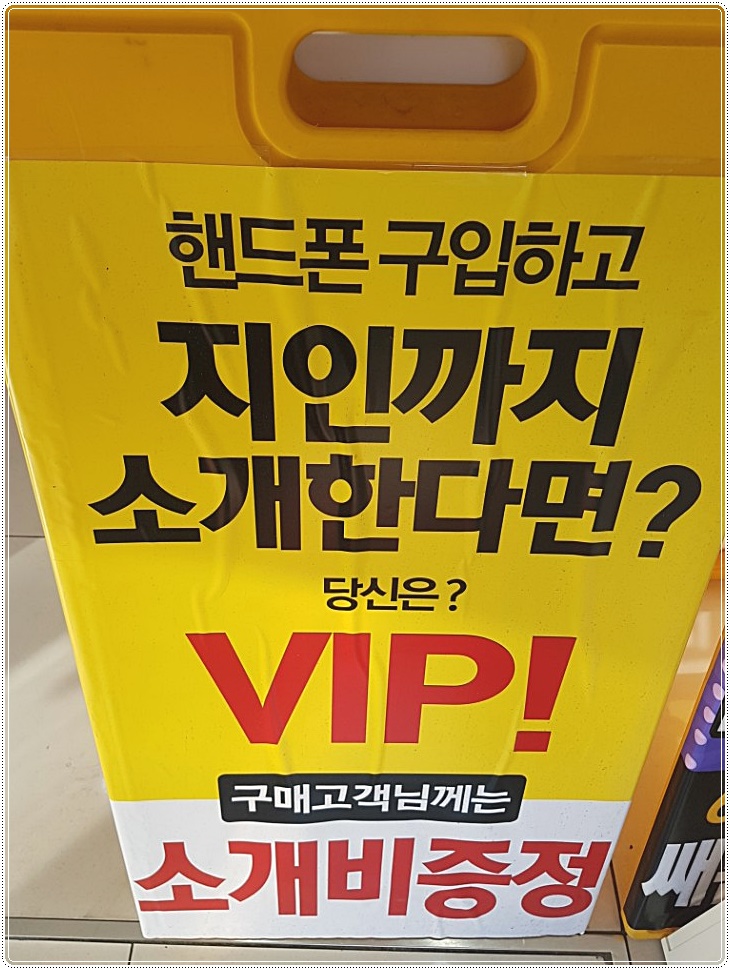 핸드폰 구입하고
지인까지
소개한다면?
당신은?
VIP!
구매고객님께는
소개비증정